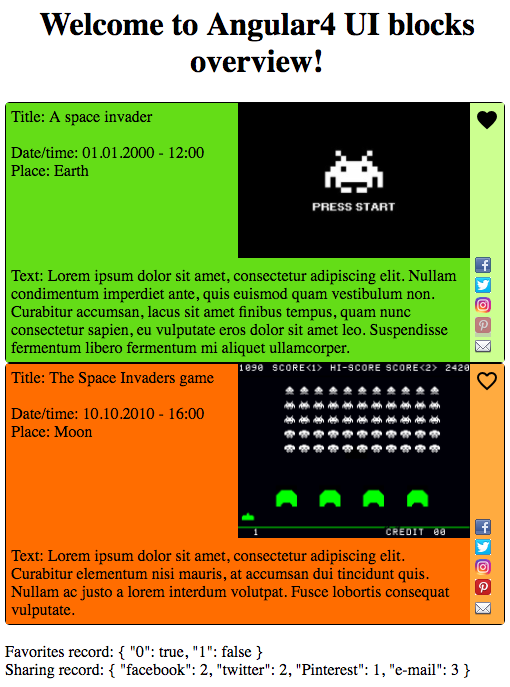 Welcome to Angular4 UI blocks
overview!
Title: A space invader
Date/time: 01.01.2000 - 12:00
Place: Earth
PRESS START
Text: Lorem ipsum dolor sit amet, consectetur adipiscing elit. Nullam
condimentum imperdiet ante, quis euismod quam vestibulum non.
Curabitur accumsan, lacus sit amet finibus tempus, quam nunc
consectetur sapien, eu vulputate eros dolor sit amet leo. Suspendisse
fermentum libero fermentum mi aliquet ullamcorper.
Title: The Space Invaders game
Date/time: 10.10.2010 - 16:00
Place: Moon
1090 SCORE<1> HI-SCORE SCORE<2> 2420
1 CREDIT 00
Text: Lorem ipsum dolor sit amet, consectetur adipiscing elit.
Curabitur elementum nisi mauris, at accumsan dui tincidunt quis.
Nullam ac justo a lorem interdum volutpat. Fusce lobortis consequat
vulputate.
Favorites record: { "0": true, "1": false }
Sharing record: { "facebook": 2, "twitter": 2, "Pinterest": 1, "e-mail": 3 }